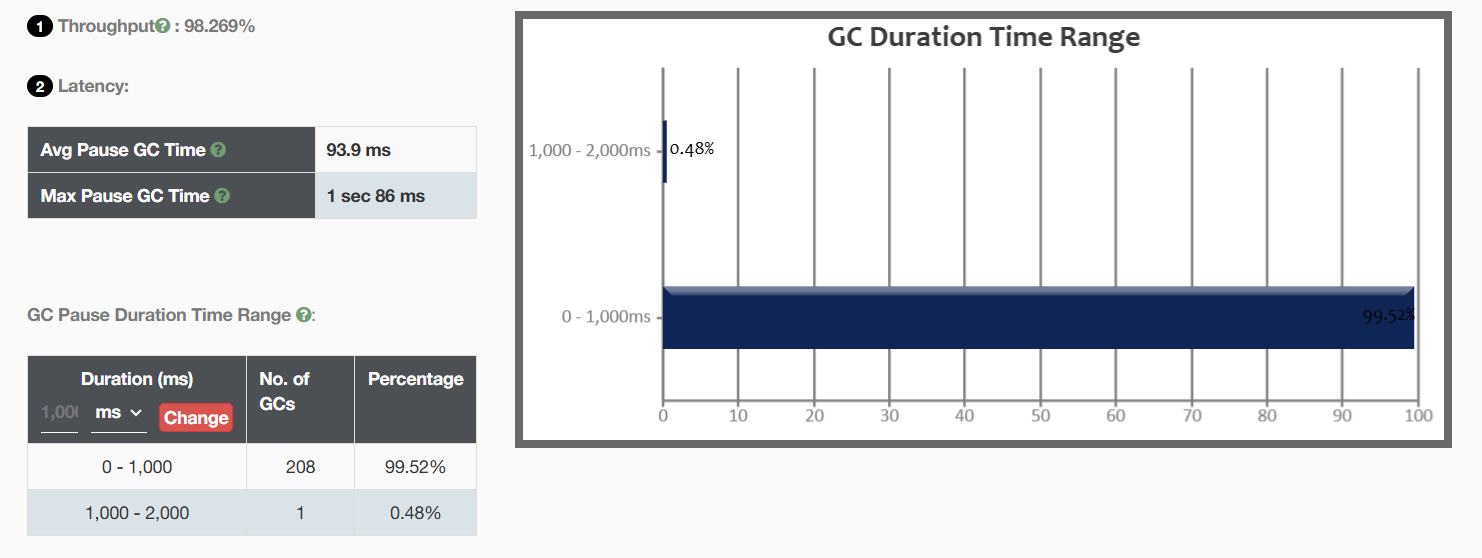 1 Throughput? : 98.269%
2 Latency:
Avg Pause GC Time ? 93.9 ms
Max Pause GC Time ? 1 sec 86 ms
GC Pause Duration Time Range ?:
Duration (ms) No. of GCs Percentage
1,000 ms Change
0 - 1,000 208 99.52%
1,000 - 2,000 1 0.48%
GC Duration Time Range
1,000 - 2,000ms 0.48%
0 - 1,000ms 99.52%
0 10 20 30 40 50 60 70 80 90 100